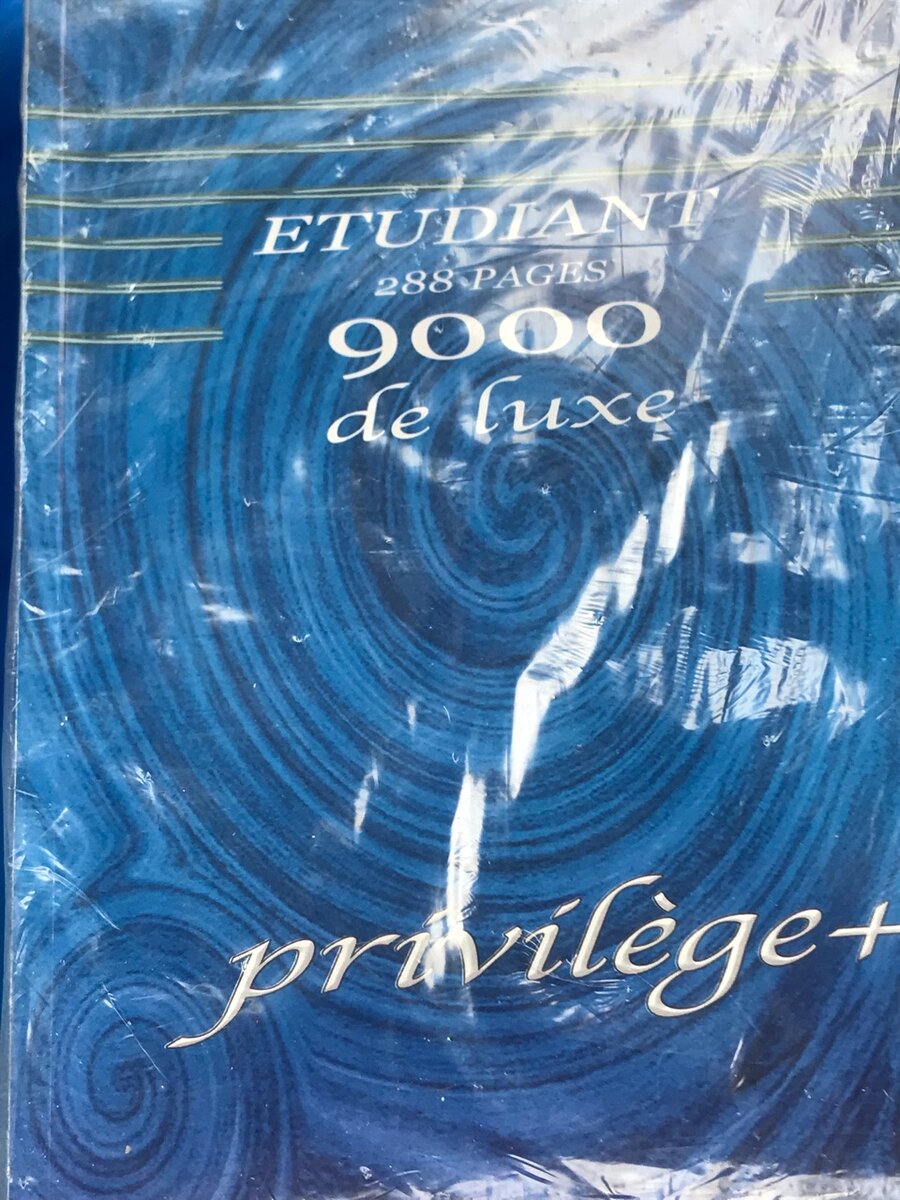 ETUDIANT
288 PAGES
9000
de luxe
privilège+